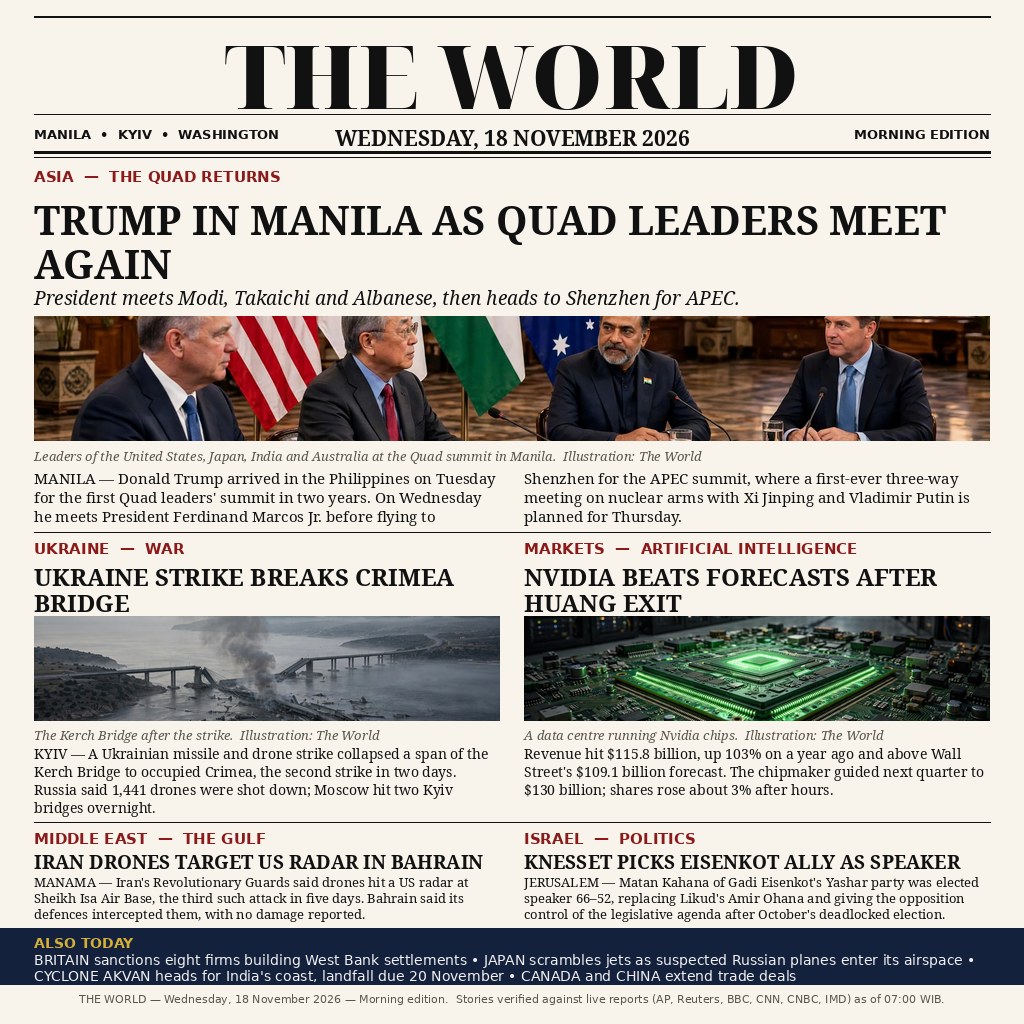 THE WORLD
MANILA • KYIV • WASHINGTON
WEDNESDAY, 18 NOVEMBER 2026
MORNING EDITION
ASIA — THE QUAD RETURNS
TRUMP IN MANILA AS QUAD LEADERS MEET
AGAIN
President meets Modi, Takaichi and Albanese, then heads to Shenzhen for APEC.
Leaders of the United States, Japan, India and Australia at the Quad summit in Manila. Illustration: The World
MANILA — Donald Trump arrived in the Philippines on Tuesday
for the first Quad leaders' summit in two years. On Wednesday
he meets President Ferdinand Marcos Jr. before flying to
Shenzhen for the APEC summit, where a first-ever three-way
meeting on nuclear arms with Xi Jinping and Vladimir Putin is
planned for Thursday.
UKRAINE — WAR
UKRAINE STRIKE BREAKS CRIMEA
BRIDGE
The Kerch Bridge after the strike. Illustration: The World
KYIV — A Ukrainian missile and drone strike collapsed a span of the
Kerch Bridge to occupied Crimea, the second strike in two days.
Russia said 1,441 drones were shot down; Moscow hit two Kyiv
bridges overnight.
MARKETS — ARTIFICIAL INTELLIGENCE
NVIDIA BEATS FORECASTS AFTER
HUANG EXIT
A data centre running Nvidia chips. Illustration: The World
Revenue hit $115.8 billion, up 103% on a year ago and above Wall
Street's $109.1 billion forecast. The chipmaker guided next quarter to
$130 billion; shares rose about 3% after hours.
MIDDLE EAST — THE GULF
IRAN DRONES TARGET US RADAR IN BAHRAIN
MANAMA — Iran's Revolutionary Guards said drones hit a US radar at
Sheikh Isa Air Base, the third such attack in five days. Bahrain said its
defences intercepted them, with no damage reported.
ISRAEL — POLITICS
KNESSET PICKS EISENKOT ALLY AS SPEAKER
JERUSALEM — Matan Kahana of Gadi Eisenkot's Yashar party was elected
speaker 66–52, replacing Likud's Amir Ohana and giving the opposition
control of the legislative agenda after October's deadlocked election.
ALSO TODAY
BRITAIN sanctions eight firms building West Bank settlements • JAPAN scrambles jets as suspected Russian planes enter its airspace •
CYCLONE AKVAN heads for India's coast, landfall due 20 November • CANADA and CHINA extend trade deals
THE WORLD — Wednesday, 18 November 2026 — Morning edition. Stories verified against live reports (AP, Reuters, BBC, CNN, CNBC, IMD) as of 07:00 WIB.